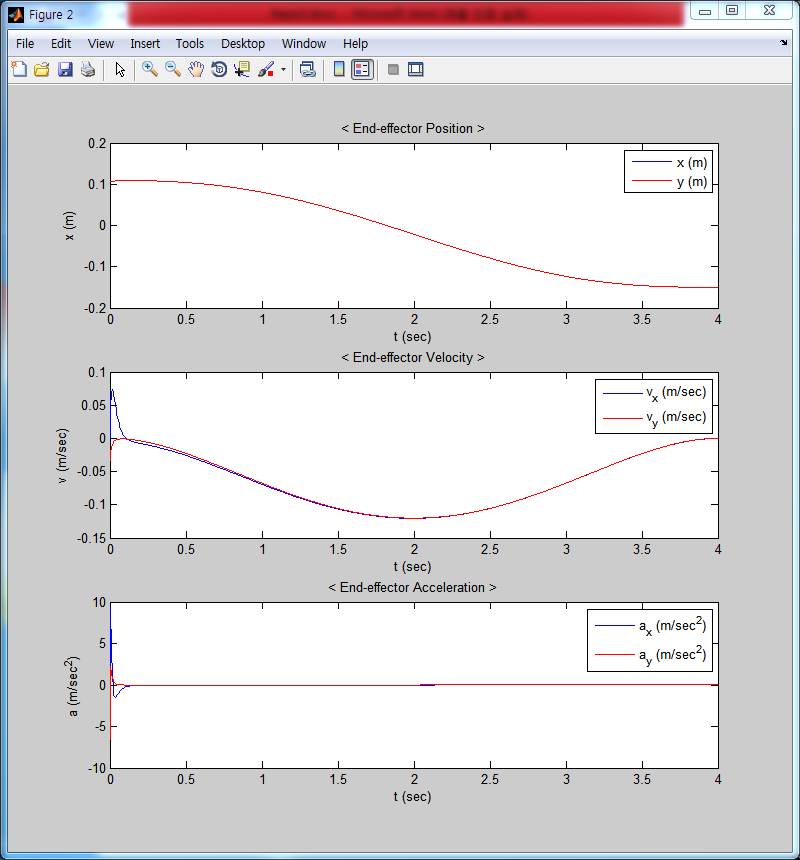 Figure 2
File Edit View Insert Tools Desktop Window Help
< End-effector Position >
0.2
0.1
0
-0.1
-0.2
x (m)
x (m)
y (m)
0 0.5 1 1.5 2 2.5 3 3.5 4
t (sec)
< End-effector Velocity >
0.1
0.05
0
-0.05
-0.1
-0.15
v (m/sec)
v_x (m/sec)
v_y (m/sec)
0 0.5 1 1.5 2 2.5 3 3.5 4
t (sec)
< End-effector Acceleration >
10
5
0
-5
-10
a (m/sec²)
a_x (m/sec²)
a_y (m/sec²)
0 0.5 1 1.5 2 2.5 3 3.5 4
t (sec)